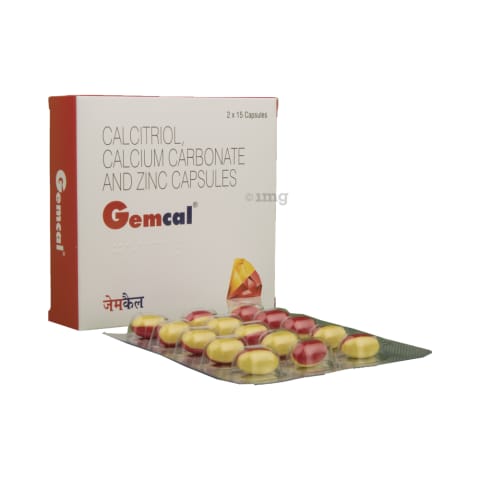 2 x 15 Capsules
CALCITRIOL,
CALCIUM CARBONATE
AND ZINC CAPSULES
Gemcal®
जेमकैल
Gemcal®
1mg